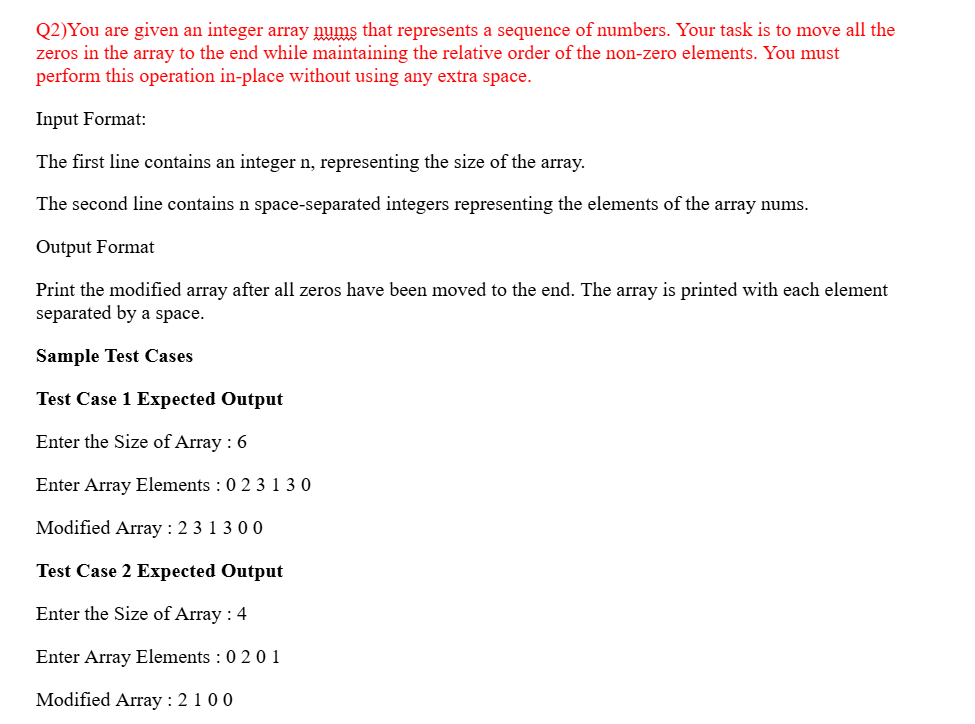 Q2)You are given an integer array nums that represents a sequence of numbers. Your task is to move all the
zeros in the array to the end while maintaining the relative order of the non-zero elements. You must
perform this operation in-place without using any extra space.
Input Format:
The first line contains an integer n, representing the size of the array.
The second line contains n space-separated integers representing the elements of the array nums.
Output Format
Print the modified array after all zeros have been moved to the end. The array is printed with each element
separated by a space.
Sample Test Cases
Test Case 1 Expected Output
Enter the Size of Array : 6
Enter Array Elements : 0 2 3 1 3 0
Modified Array : 2 3 1 3 0 0
Test Case 2 Expected Output
Enter the Size of Array : 4
Enter Array Elements : 0 2 0 1
Modified Array : 2 1 0 0